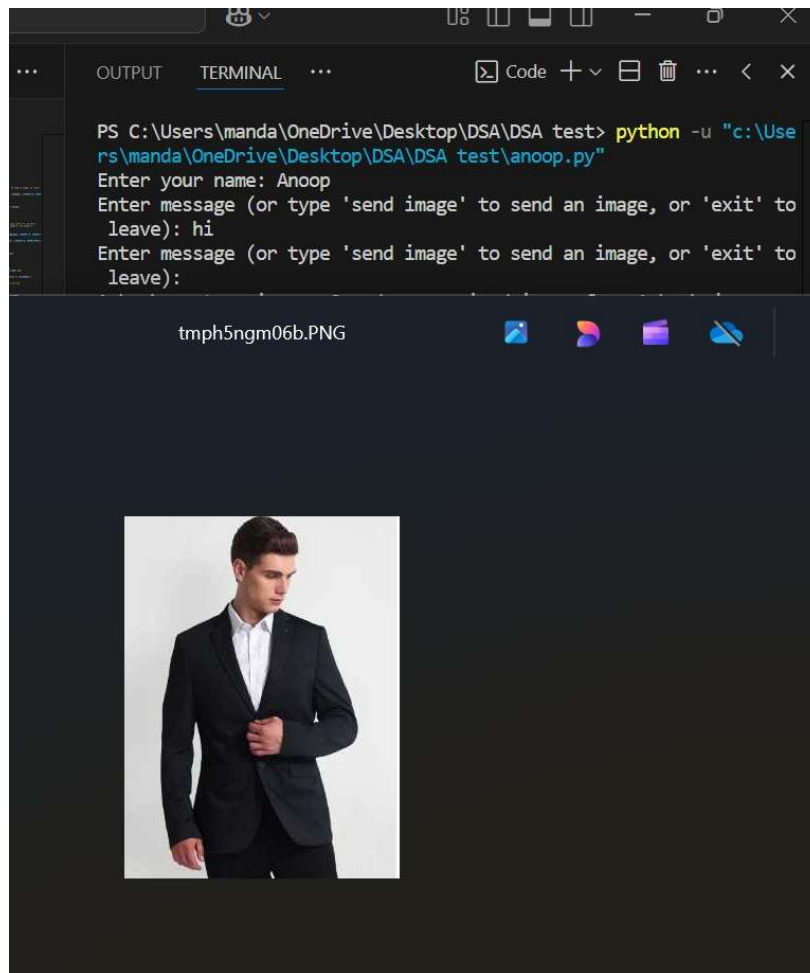 OUTPUT TERMINAL ··· Code ··· 
PS C:\Users\manda\OneDrive\Desktop\DSA\DSA test> python -u "c:\Use
rs\manda\OneDrive\Desktop\DSA\DSA test\anoop.py"
Enter your name: Anoop
Enter message (or type 'send image' to send an image, or 'exit' to
leave): hi
Enter message (or type 'send image' to send an image, or 'exit' to
leave):
tmph5ngm06b.PNG